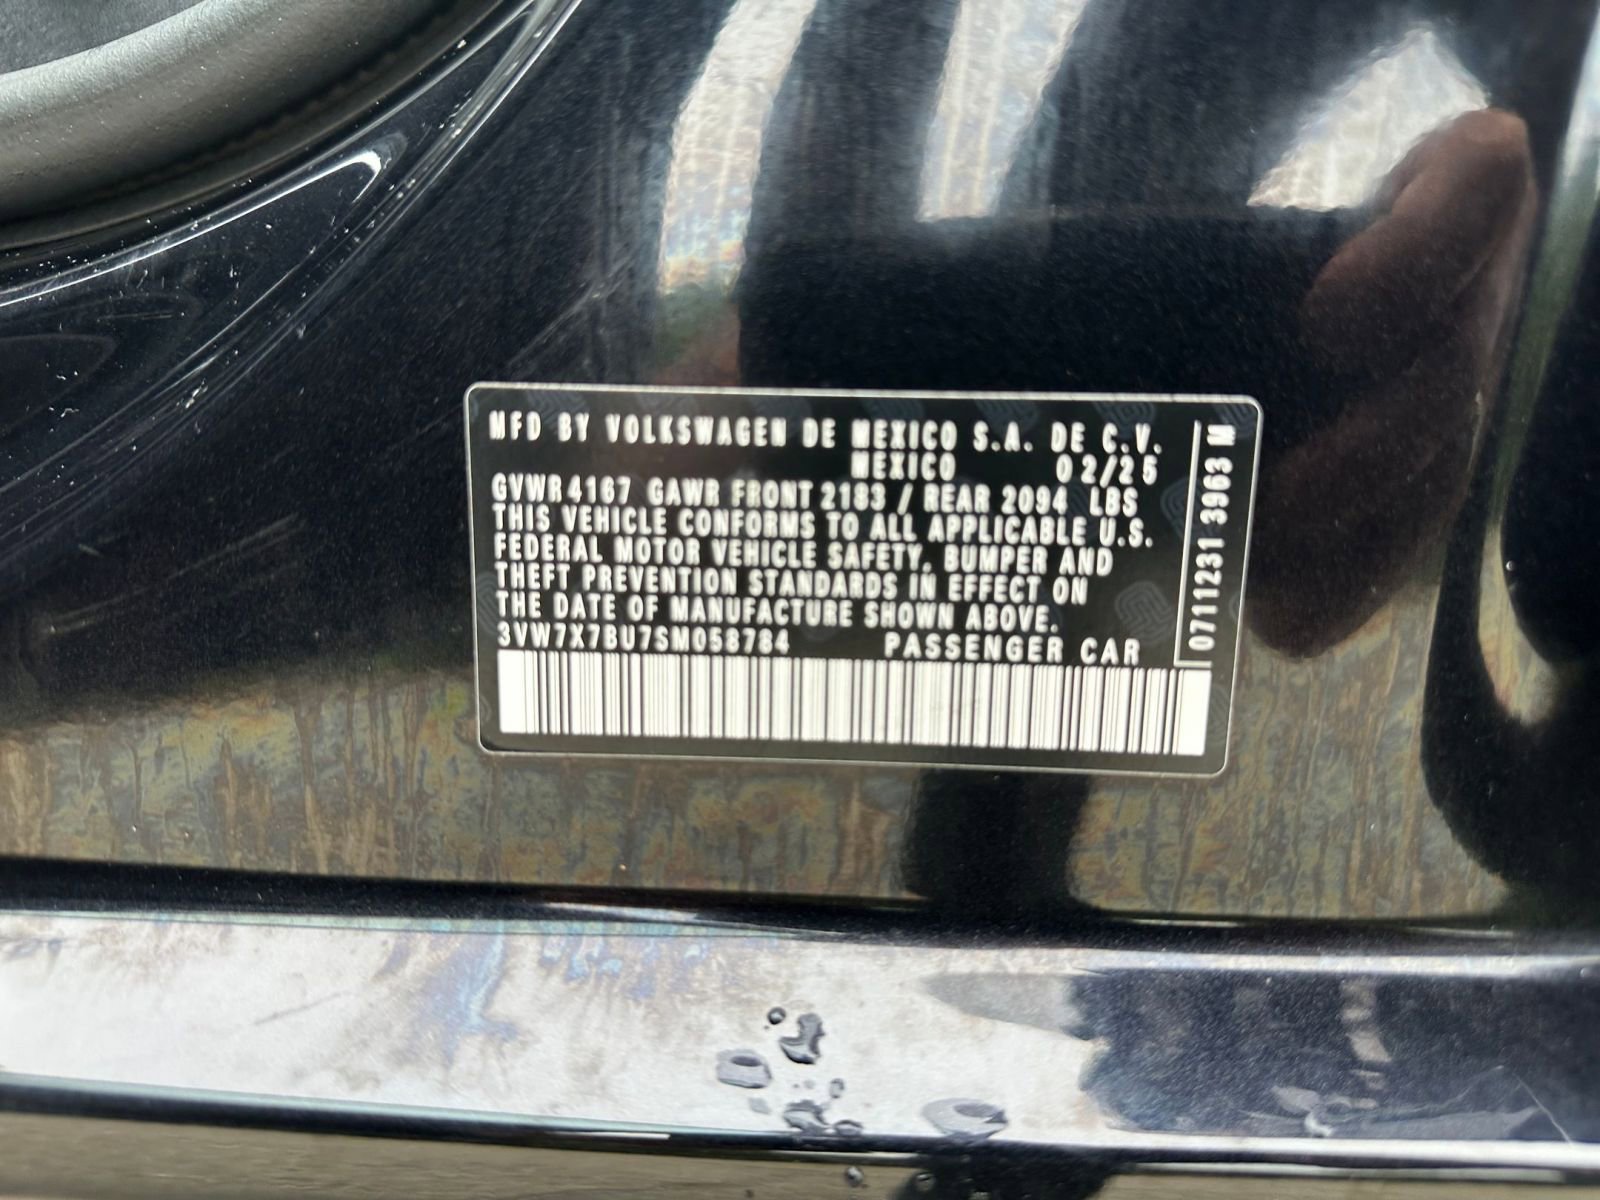 MFD BY VOLKSWAGEN DE MEXICO S.A. DE C.V.
MEXICO 02/25
GVWR 4167 GAWR FRONT 2183 / REAR 2094 LBS
THIS VEHICLE CONFORMS TO ALL APPLICABLE U.S.
FEDERAL MOTOR VEHICLE SAFETY, BUMPER AND
THEFT PREVENTION STANDARDS IN EFFECT ON
THE DATE OF MANUFACTURE SHOWN ABOVE.
3VW7X7BU7SM058784 PASSENGER CAR
0711231 3963 M